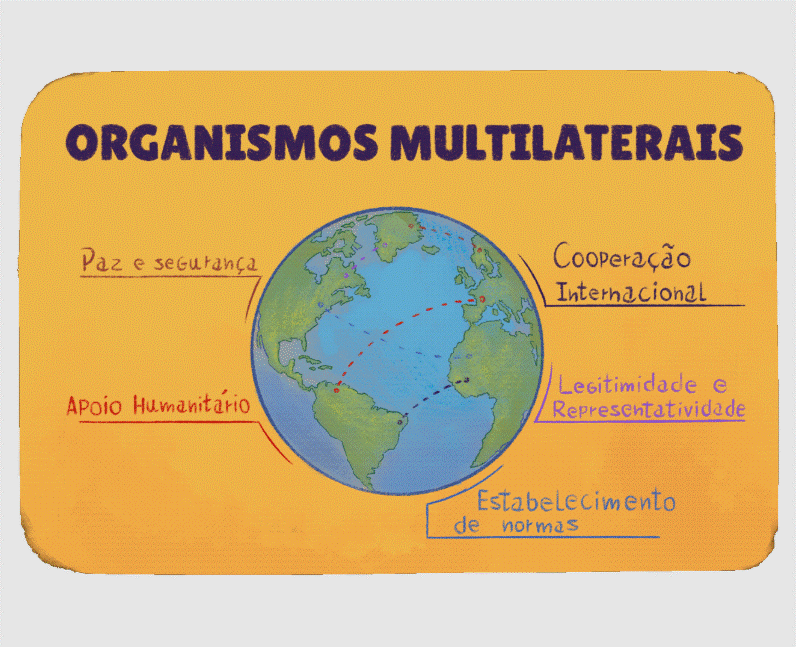 ORGANISMOS MULTILATERAIS
Paz e segurança
Cooperação
Internacional
Apoio Humanitário
Legitimidade e
Representatividade
Estabelecimento
de normas